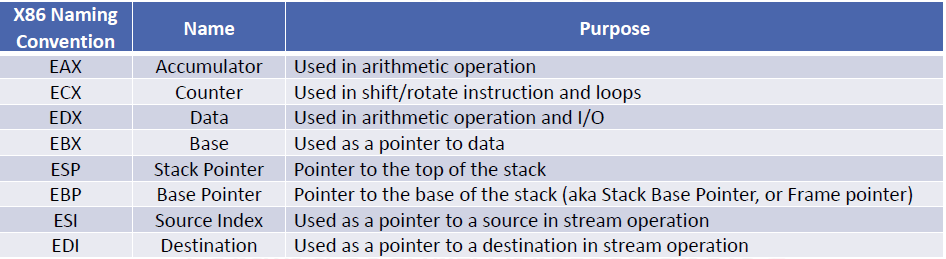 X86 Naming Convention Name Purpose
EAX Accumulator Used in arithmetic operation
ECX Counter Used in shift/rotate instruction and loops
EDX Data Used in arithmetic operation and I/O
EBX Base Used as a pointer to data
ESP Stack Pointer Pointer to the top of the stack
EBP Base Pointer Pointer to the base of the stack (aka Stack Base Pointer, or Frame pointer)
ESI Source Index Used as a pointer to a source in stream operation
EDI Destination Used as a pointer to a destination in stream operation